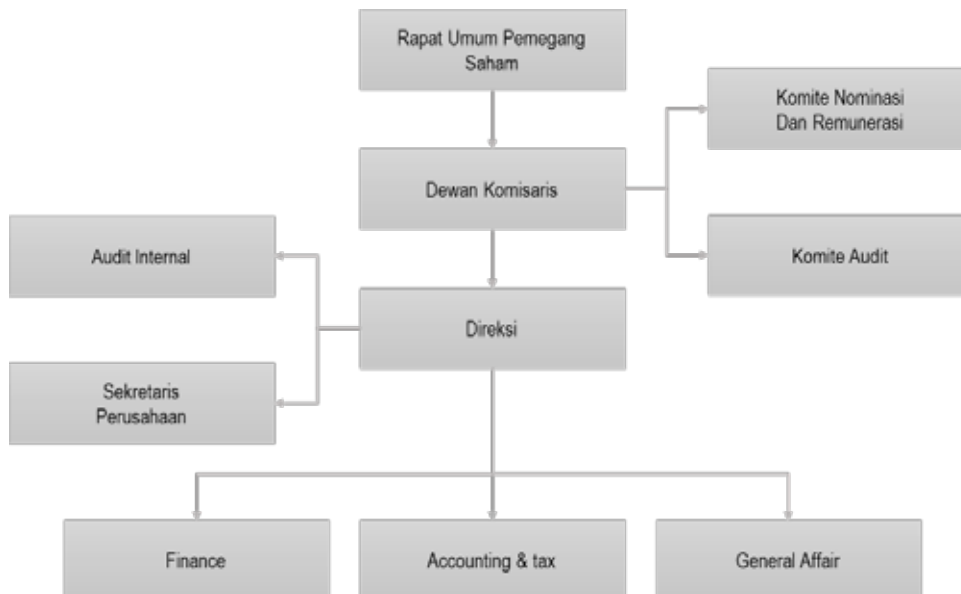 Rapat Umum Pemegang
Saham
Komite Nominasi
Dan Remunerasi
Dewan Komisaris
Audit Internal
Komite Audit
Direksi
Sekretaris
Perusahaan
Finance
Accounting & tax
General Affair